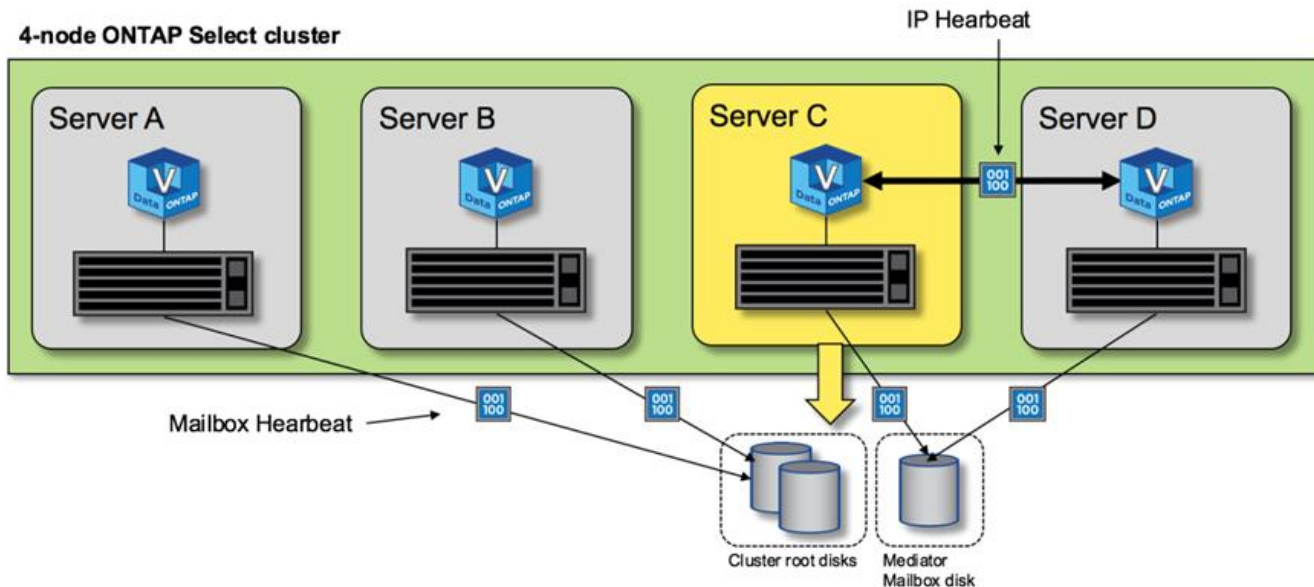 IP Hearbeat
4-node ONTAP Select cluster
Server A
Server B
Server C
Server D
V
Data ONTAP
V
Data ONTAP
V
Data ONTAP
V
Data ONTAP
001
100
Mailbox Hearbeat
001
100
001
100
001
100
001
100
Cluster root disks
Mediator
Mailbox disk